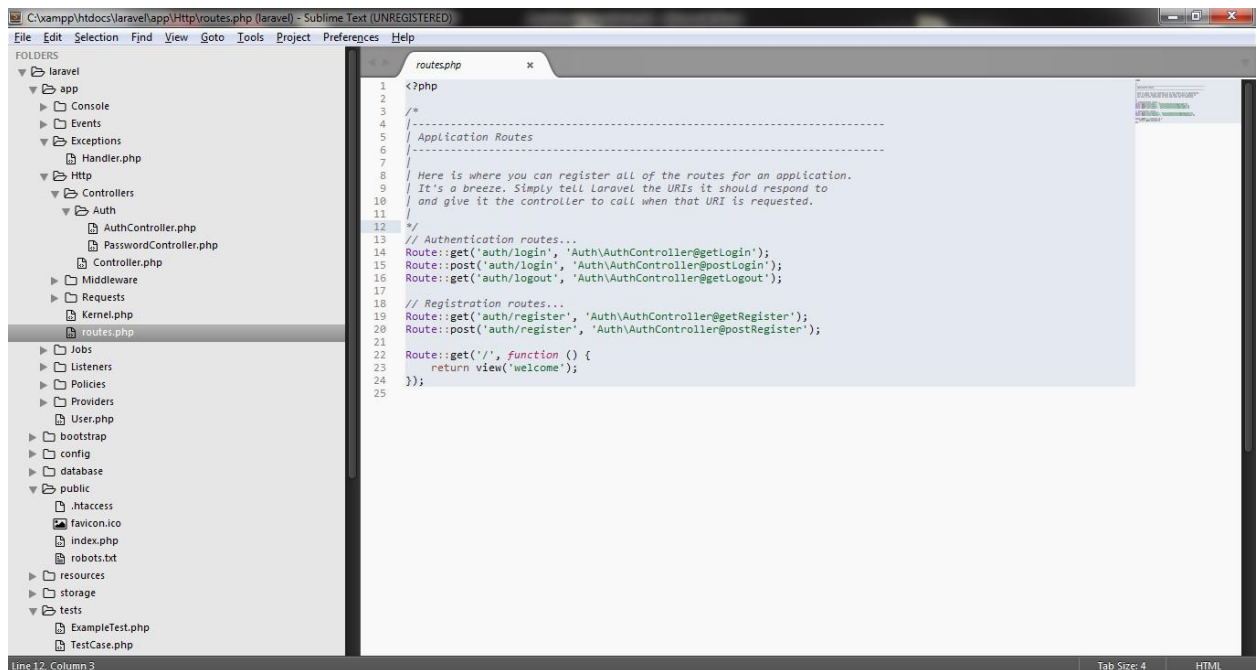 C:\xampp\htdocs\laravel\app\Http\routes.php (laravel) - Sublime Text (UNREGISTERED)
File Edit Selection Find View Goto Tools Project Preferences Help
FOLDERS
laravel
app
Console
Events
Exceptions
Handler.php
Http
Controllers
Auth
AuthController.php
PasswordController.php
Controller.php
Middleware
Requests
Kernel.php
routes.php
Jobs
Listeners
Policies
Providers
User.php
bootstrap
config
database
public
.htaccess
favicon.ico
index.php
robots.txt
resources
storage
tests
ExampleTest.php
TestCase.php
routes.php
1 <?php
2
3 /*
4 |--------------------------------------------------------------------------
5 | Application Routes
6 |--------------------------------------------------------------------------
7 |
8 | Here is where you can register all of the routes for an application.
9 | It's a breeze. Simply tell Laravel the URIs it should respond to
10 | and give it the controller to call when that URI is requested.
11 |
12 */
13 // Authentication routes...
14 Route::get('auth/login', 'Auth\AuthController@getLogin');
15 Route::post('auth/login', 'Auth\AuthController@postLogin');
16 Route::get('auth/logout', 'Auth\AuthController@getLogout');
17
18 // Registration routes...
19 Route::get('auth/register', 'Auth\AuthController@getRegister');
20 Route::post('auth/register', 'Auth\AuthController@postRegister');
21
22 Route::get('/', function () {
23     return view('welcome');
24 });
25
Line 12, Column 3
Tab Size: 4 HTML